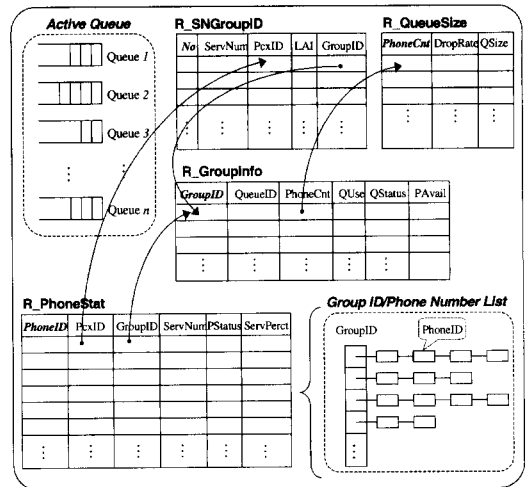 Active Queue
Queue 1
Queue 2
Queue 3
Queue n
R_SNGroupID
No ServNum PcxID LAI GroupID
R_QueueSize
PhoneCnt DropRate QSize
R_GroupInfo
GroupID QueueID PhoneCnt QUse QStatus PAvail
R_PhoneStat
PhoneID PcxID GroupID ServNum PStatus ServPerct
Group ID/Phone Number List
GroupID
PhoneID